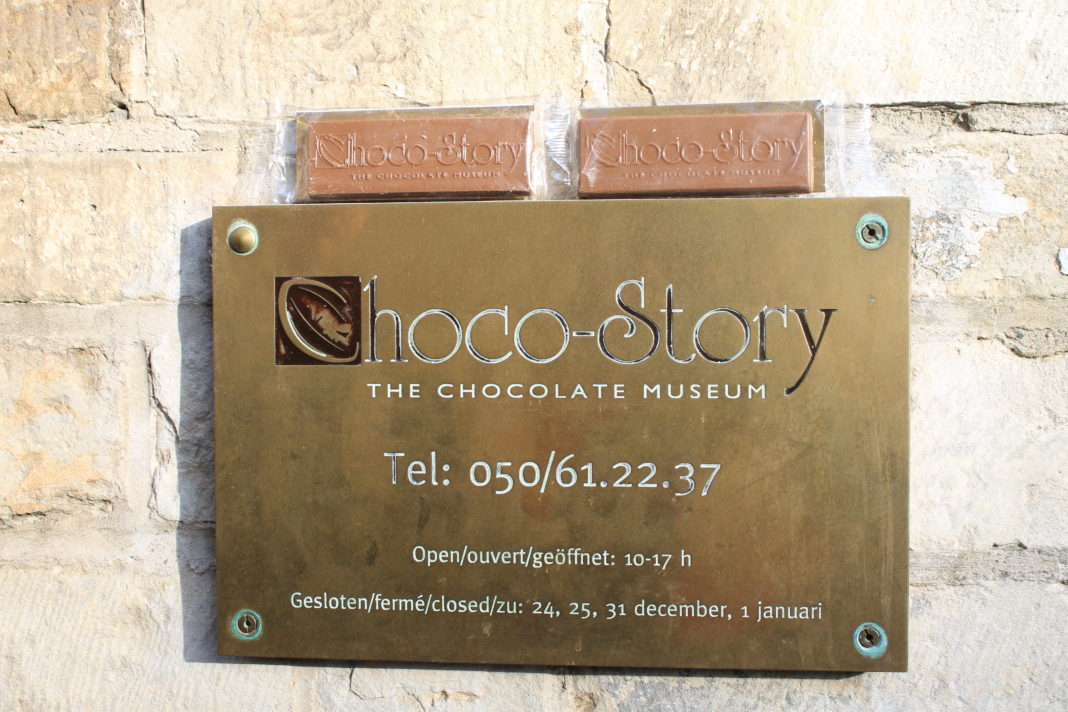 Choco-Story Choco-Story
THE CHOCOLATE MUSEUM THE CHOCOLATE MUSEUM
Choco-Story
THE CHOCOLATE MUSEUM
Tel: 050/61.22.37
Open/ouvert/geöffnet: 10-17 h
Gesloten/fermé/closed/zu: 24, 25, 31 december, 1 januari